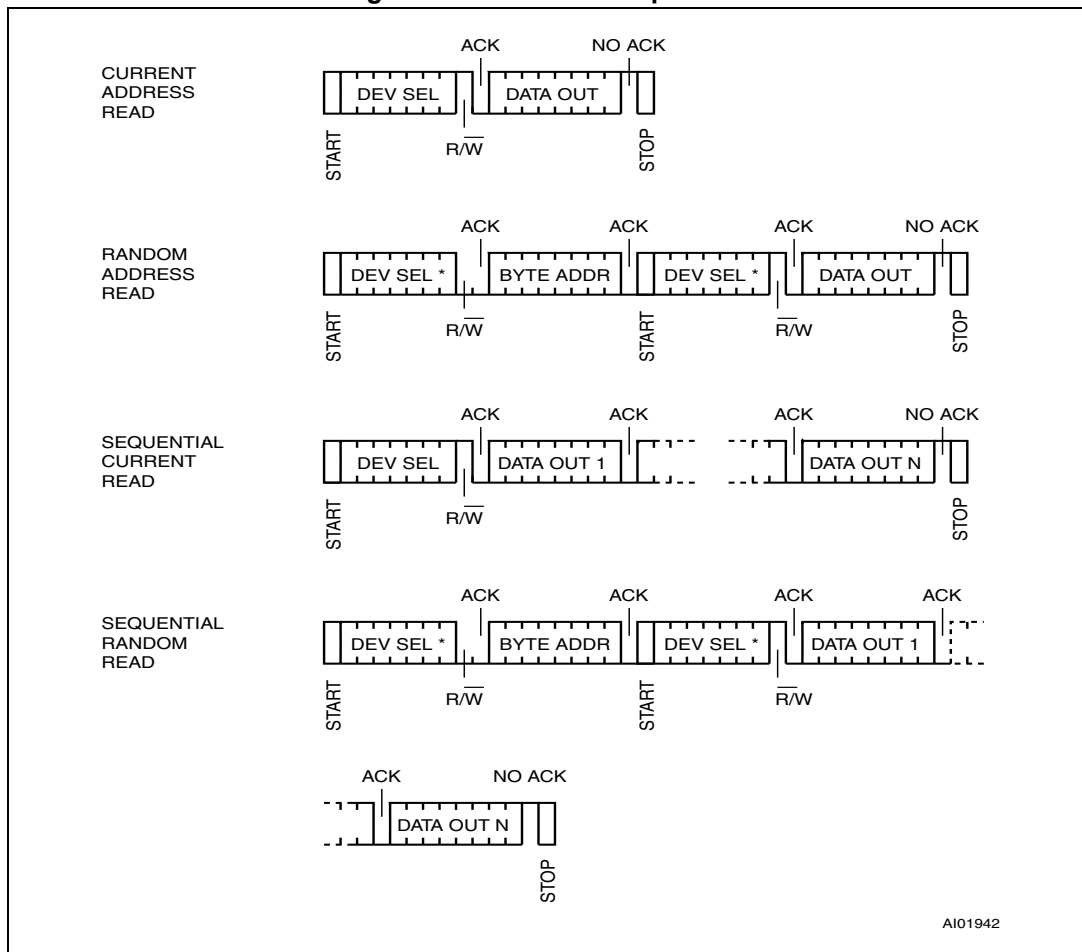 ACK NO ACK
CURRENT
ADDRESS
READ
DEV SEL DATA OUT
START R/W̅ STOP
ACK ACK ACK NO ACK
RANDOM
ADDRESS
READ
DEV SEL * BYTE ADDR DEV SEL * DATA OUT
START R/W̅ START R̅/W STOP
ACK ACK ACK NO ACK
SEQUENTIAL
CURRENT
READ
DEV SEL DATA OUT 1 DATA OUT N
START R/W̅ STOP
ACK ACK ACK ACK
SEQUENTIAL
RANDOM
READ
DEV SEL * BYTE ADDR DEV SEL * DATA OUT 1
START R/W̅ START R̅/W
ACK NO ACK
DATA OUT N
STOP
AI01942